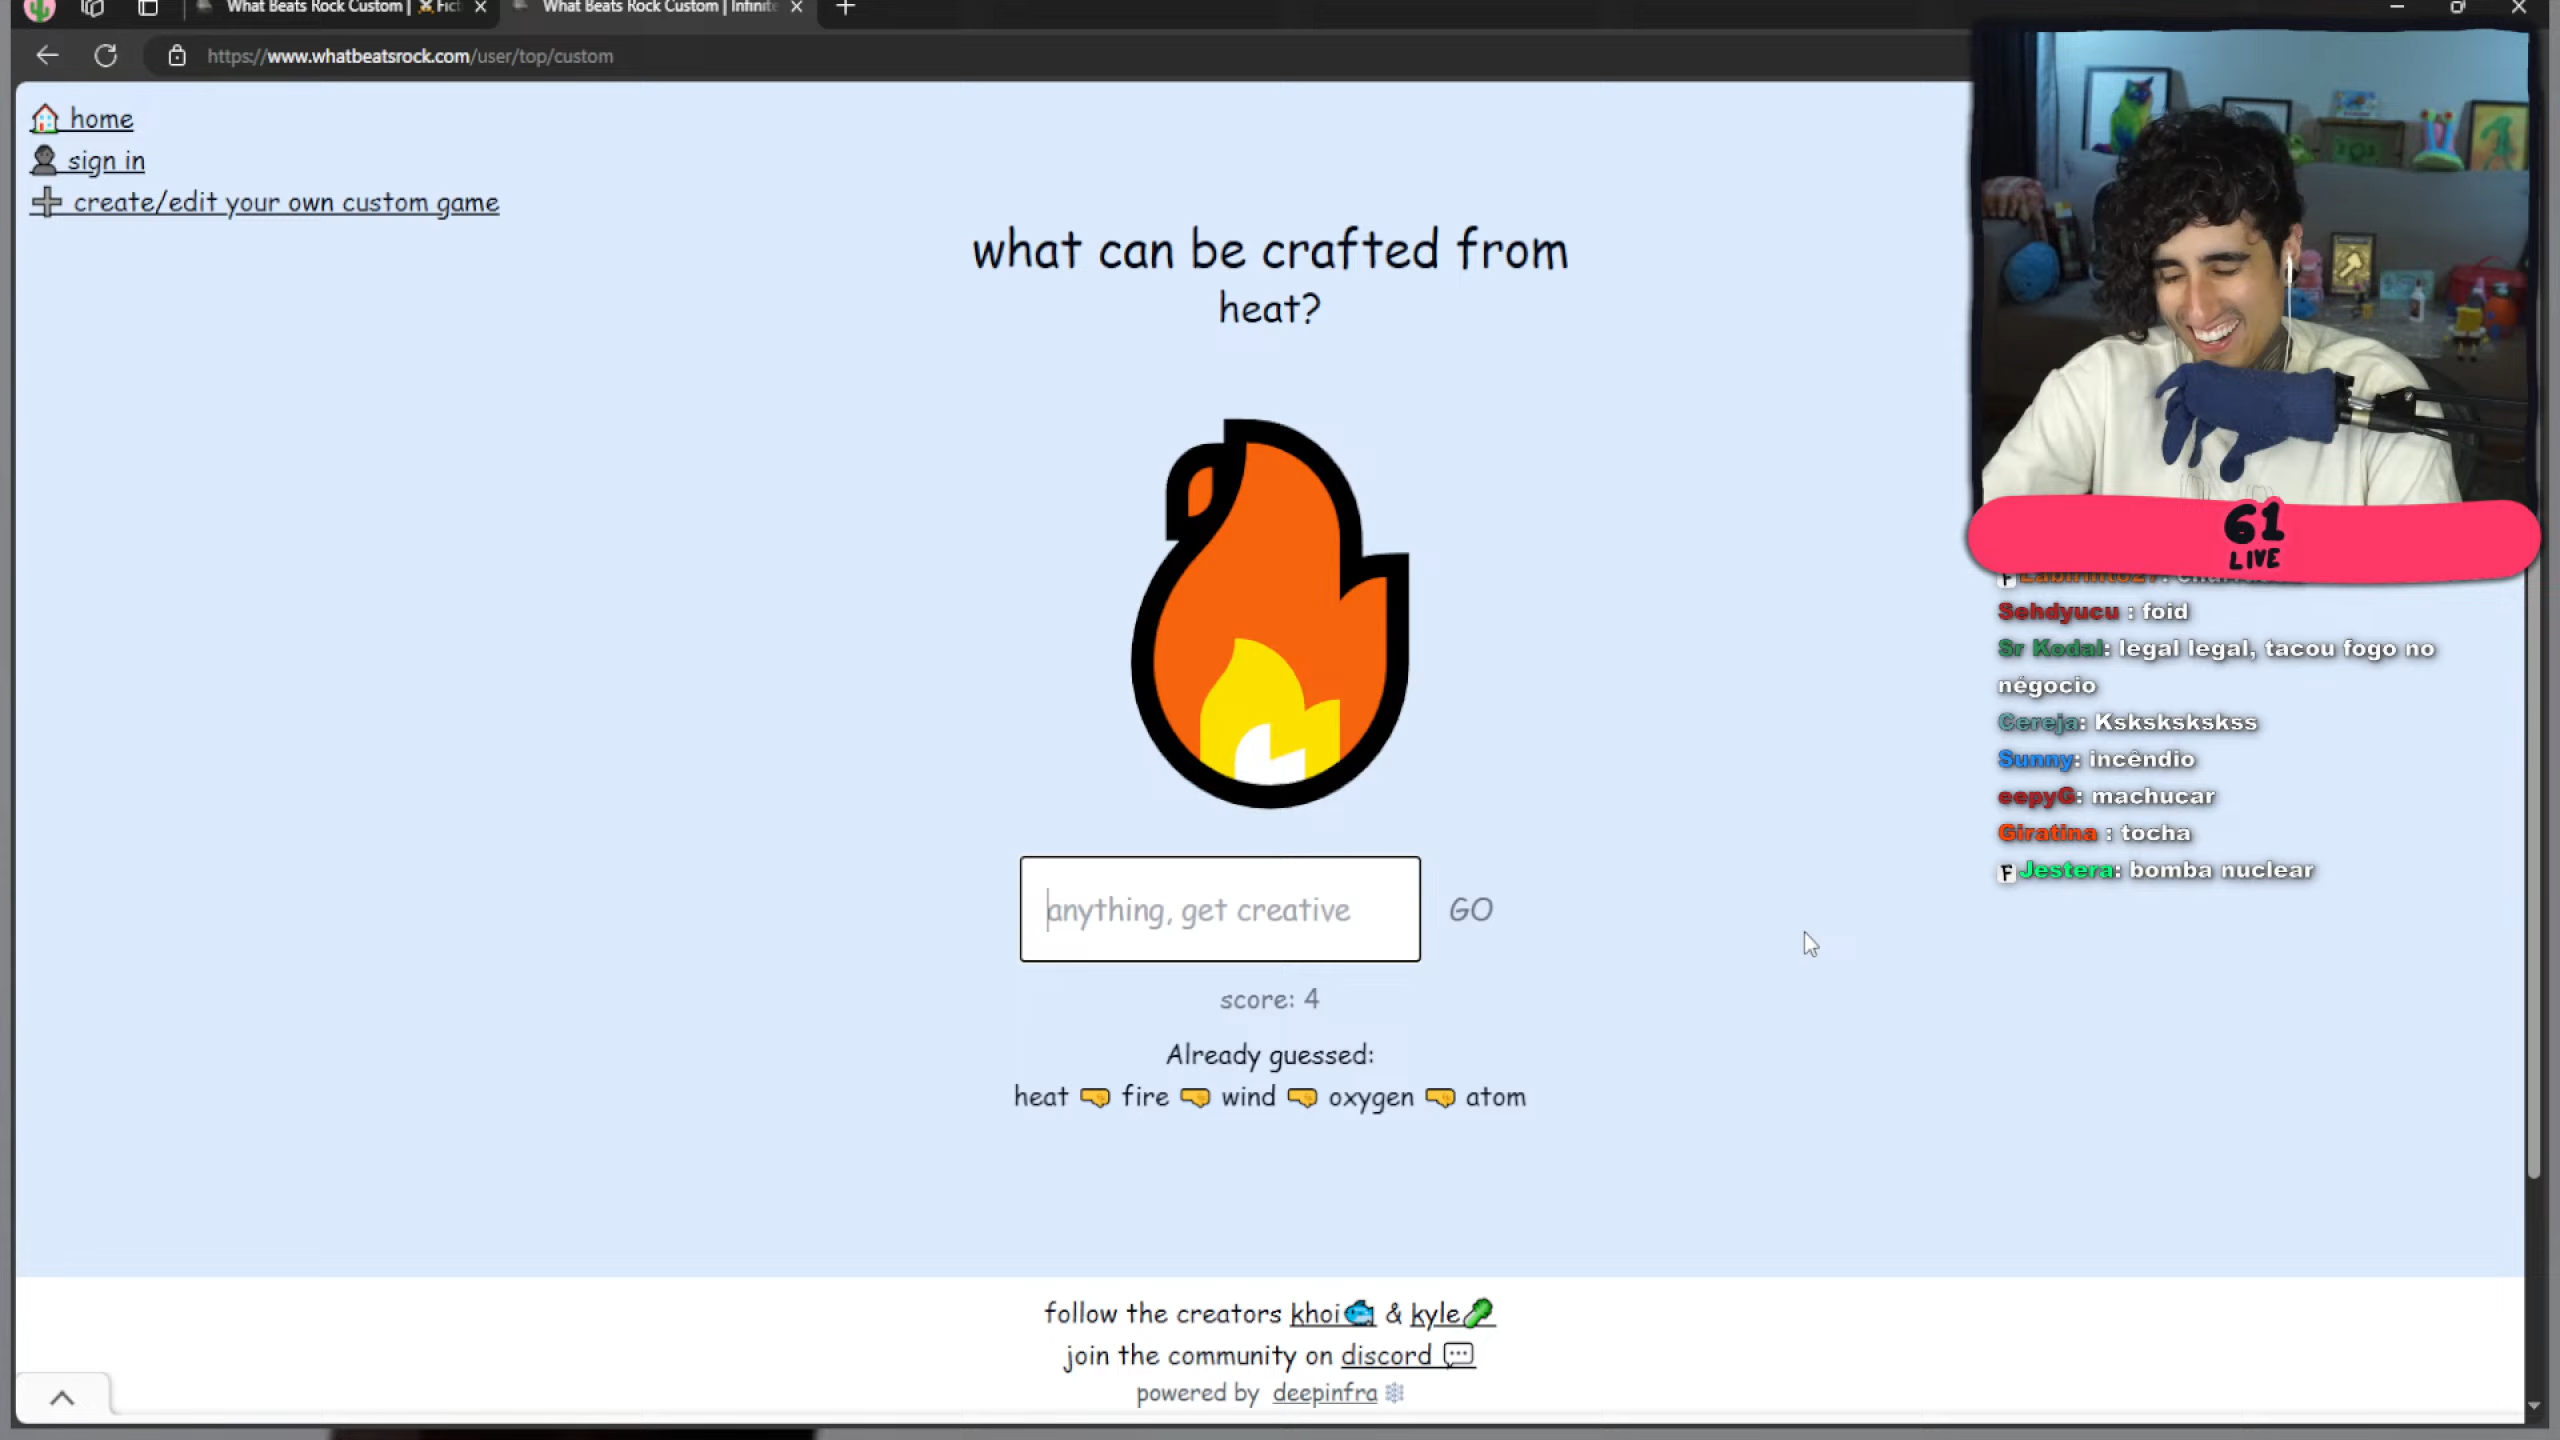 What Beats Rock Custom | Fict
What Beats Rock Custom | Infinite
https://www.whatbeatsrock.com/user/top/custom
home
sign in
create/edit your own custom game
what can be crafted from
heat?
anything, get creative
GO
score: 4
Already guessed:
heat fire wind oxygen atom
follow the creators khoi & kyle
join the community on discord
powered by deepinfra
61
LIVE
Sehdyucu : foid
Sr Kodal: legal legal, tacou fogo no
négocio
Cereja: Ksksksksksss
Sunny: incêndio
eepyG: machucar
Giratina : tocha
F Jestera: bomba nuclear